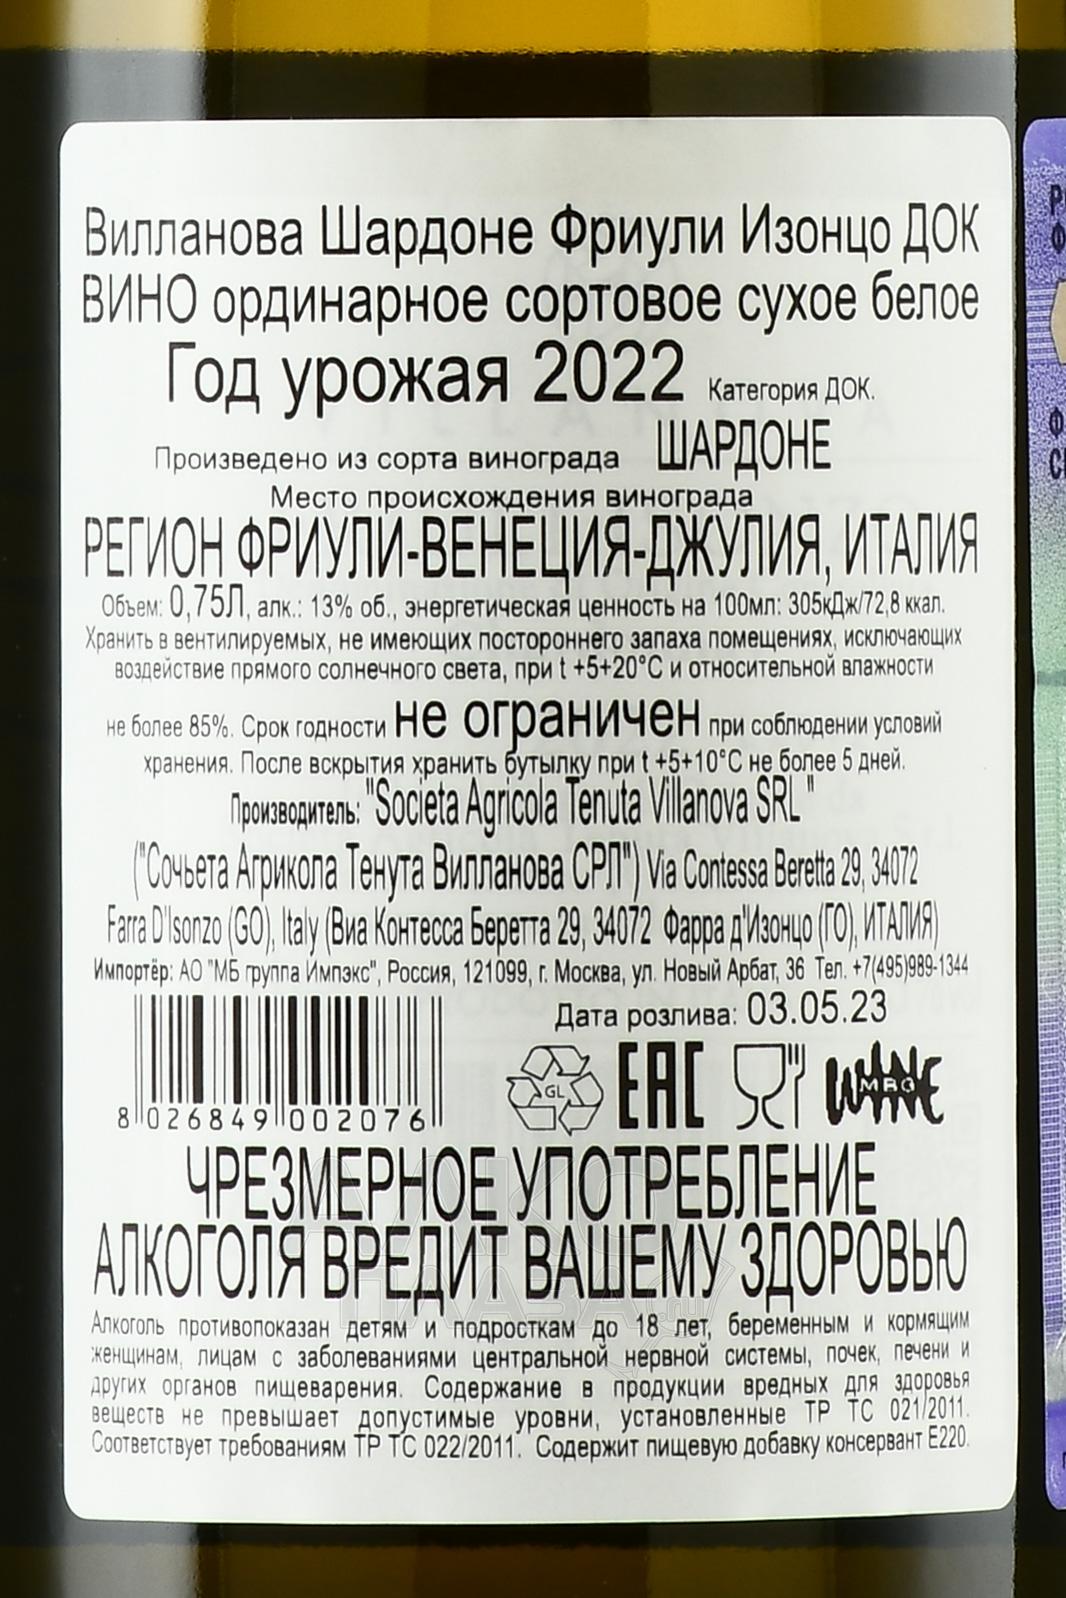 Вилланова Шардоне Фриули Изонцо ДОК
ВИНО ординарное сортовое сухое белое
Год урожая 2022 Категория ДОК.
Произведено из сорта винограда ШАРДОНЕ
Место происхождения винограда
РЕГИОН ФРИУЛИ-ВЕНЕЦИЯ-ДЖУЛИЯ, ИТАЛИЯ
Объем: 0,75Л, алк.: 13% об., энергетическая ценность на 100мл: 305кДж/72,8 ккал.
Хранить в вентилируемых, не имеющих постороннего запаха помещениях, исключающих
воздействие прямого солнечного света, при t +5+20°С и относительной влажности
не более 85%. Срок годности не ограничен при соблюдении условий
хранения. После вскрытия хранить бутылку при t +5+10°С не более 5 дней.
Производитель: "Societa Agricola Tenuta Villanova SRL"
("Сочьета Агрикола Тенута Вилланова СРЛ") Via Contessa Beretta 29, 34072
Farra D'Isonzo (GO), Italy (Виа Контесса Беретта 29, 34072 Фарра д'Изонцо (ГО), ИТАЛИЯ)
Импортёр: АО "МБ группа Импэкс", Россия, 121099, г. Москва, ул. Новый Арбат, 36 Тел. +7(495)989-1344
Дата розлива: 03.05.23
GL EAC WINE MBG
8 026849 002076
ЧРЕЗМЕРНОЕ УПОТРЕБЛЕНИЕ
АЛКОГОЛЯ ВРЕДИТ ВАШЕМУ ЗДОРОВЬЮ
Алкоголь противопоказан детям и подросткам до 18 лет, беременным и кормящим
женщинам, лицам с заболеваниями центральной нервной системы, почек, печени и
других органов пищеварения. Содержание в продукции вредных для здоровья
веществ не превышает допустимые уровни, установленные ТР ТС 021/2011.
Соответствует требованиям ТР ТС 022/2011. Содержит пищевую добавку консервант Е220.